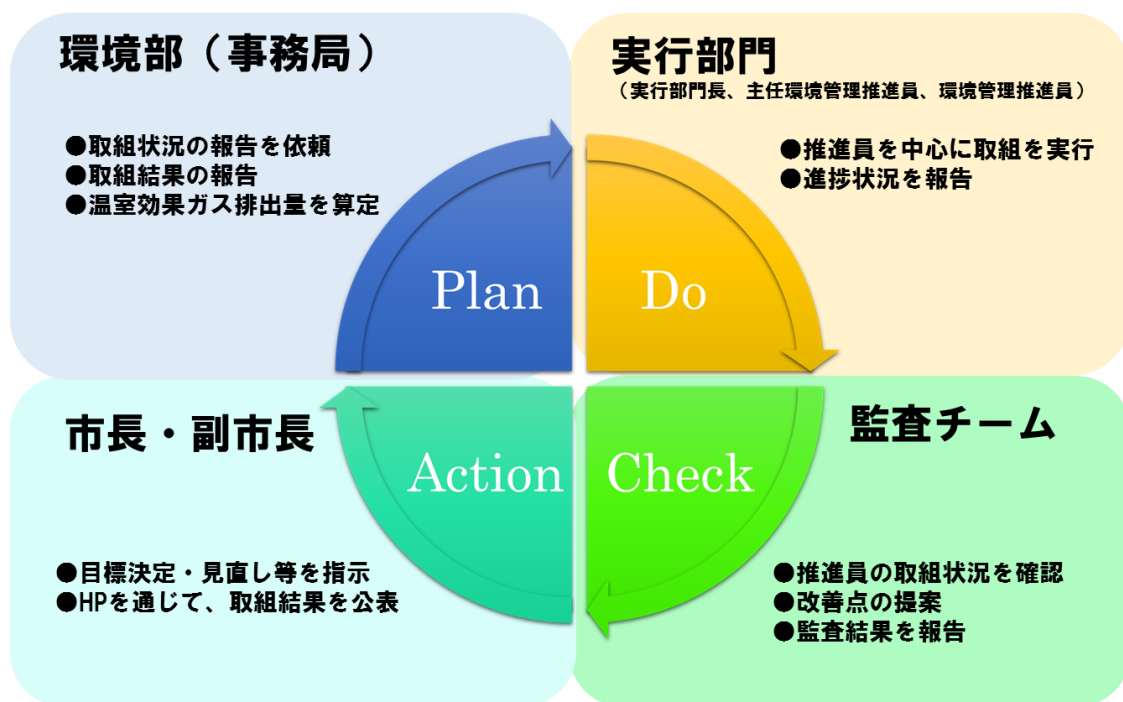 環境部（事務局）
●取組状況の報告を依頼
●取組結果の報告
●温室効果ガス排出量を算定
Plan
実行部門
（実行部門長、主任環境管理推進員、環境管理推進員）
●推進員を中心に取組を実行
●進捗状況を報告
Do
市長・副市長
Action
●目標決定・見直し等を指示
●HPを通じて、取組結果を公表
監査チーム
Check
●推進員の取組状況を確認
●改善点の提案
●監査結果を報告